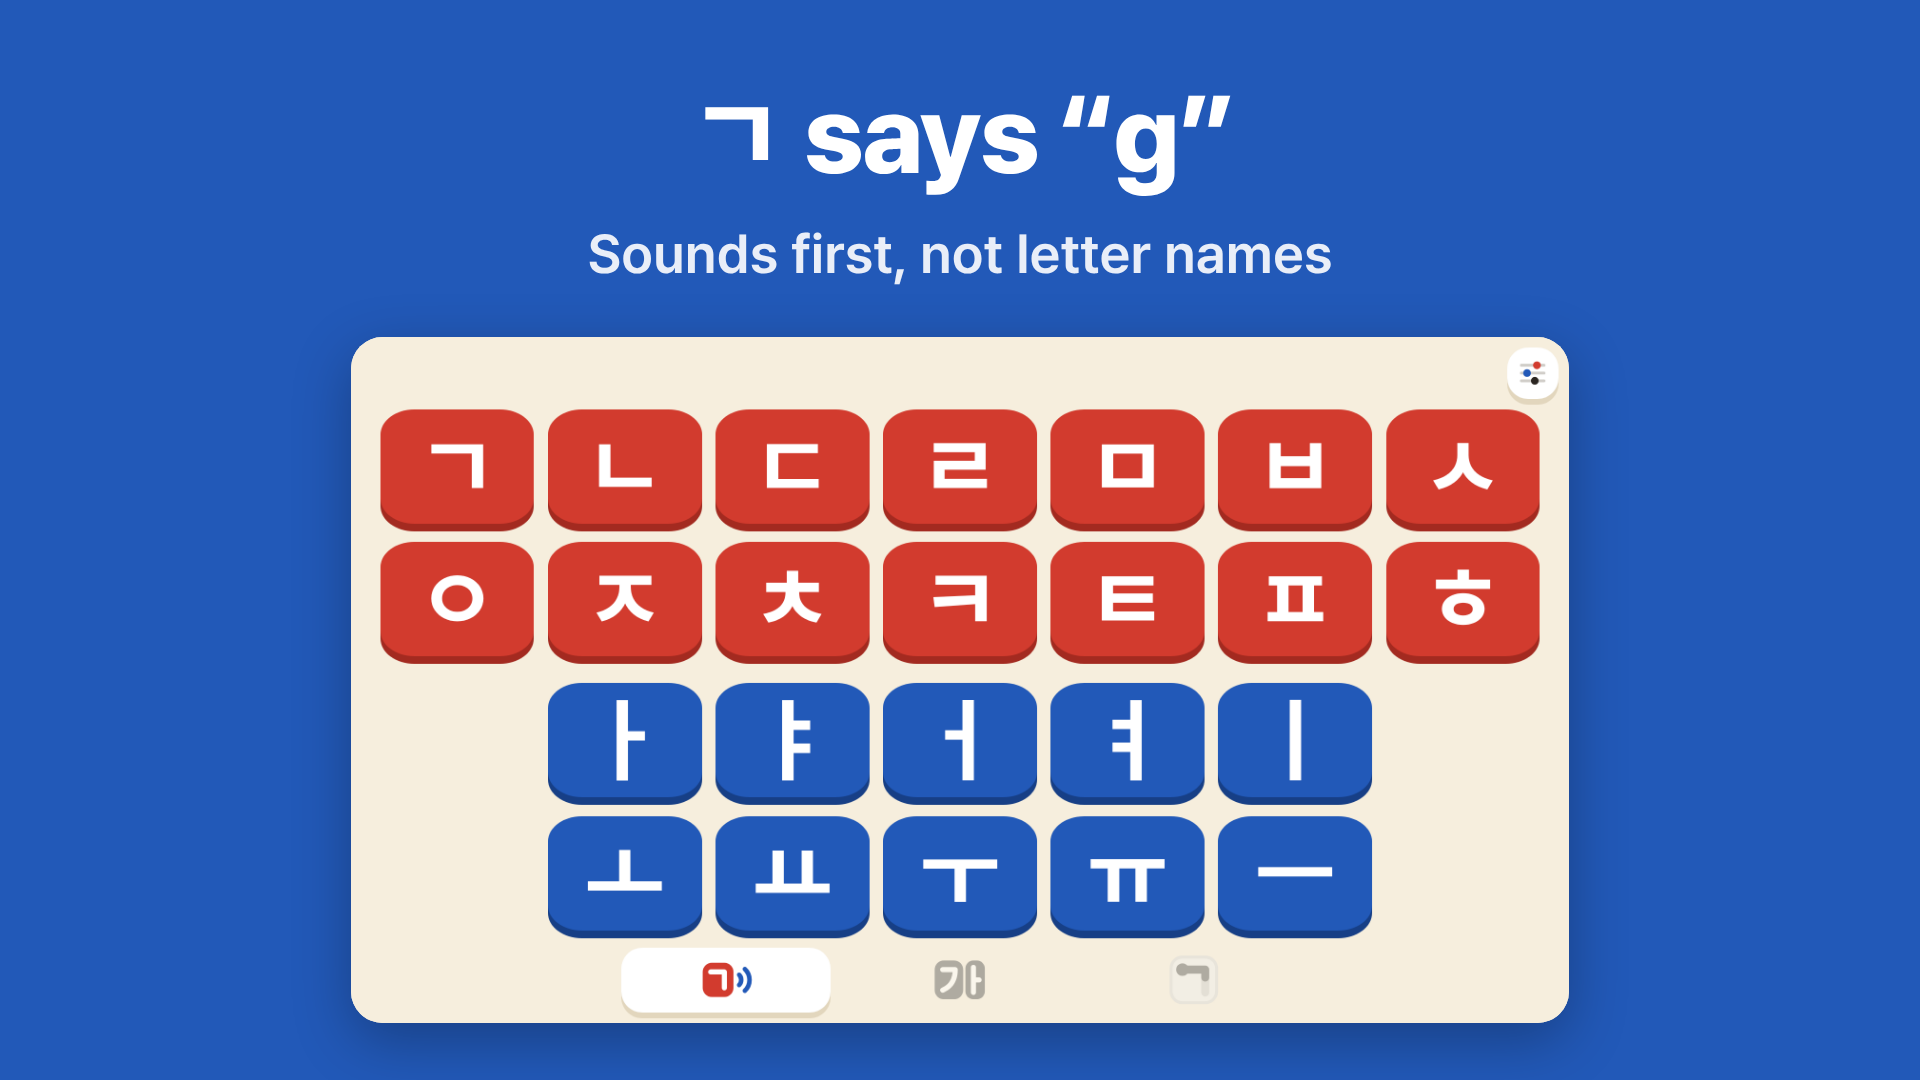 ㄱ says “g”
Sounds first, not letter names
ㄱ ㄴ ㄷ ㄹ ㅁ ㅂ ㅅ
ㅇ ㅈ ㅊ ㅋ ㅌ ㅍ ㅎ
ㅏ ㅑ ㅓ ㅕ ㅣ
ㅗ ㅛ ㅜ ㅠ ㅡ
ㄱ 가 ㄱ